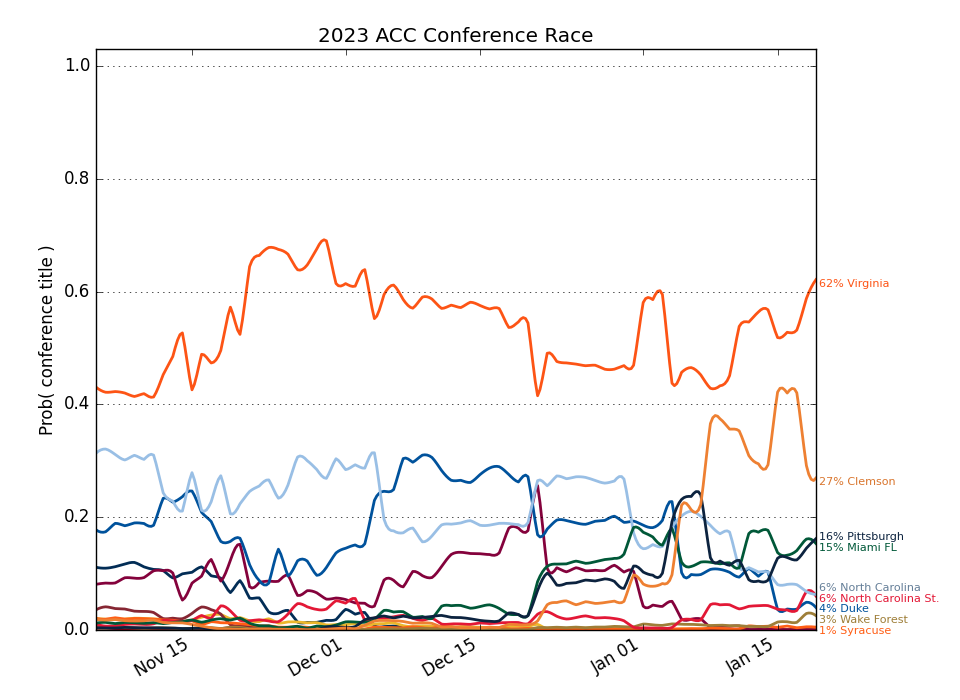 2023 ACC Conference Race
Prob( conference title )
1.0
0.8
0.6
0.4
0.2
0.0
Nov 15
Dec 01
Dec 15
Jan 01
Jan 15
62% Virginia
27% Clemson
16% Pittsburgh
15% Miami FL
6% North Carolina
6% North Carolina St.
4% Duke
3% Wake Forest
1% Syracuse